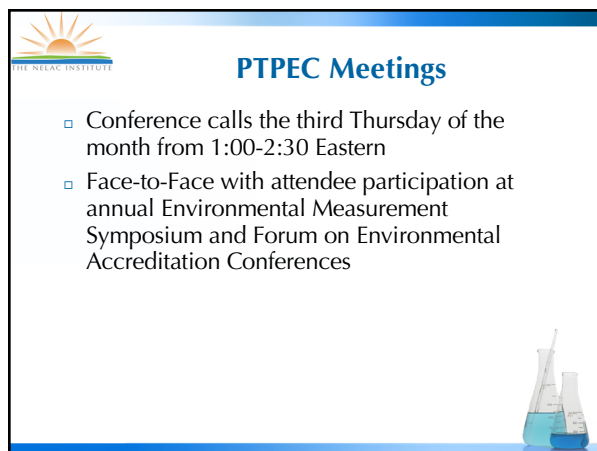 THE NELAC INSTITUTE
PTPEC Meetings
Conference calls the third Thursday of the
month from 1:00-2:30 Eastern
Face-to-Face with attendee participation at
annual Environmental Measurement
Symposium and Forum on Environmental
Accreditation Conferences